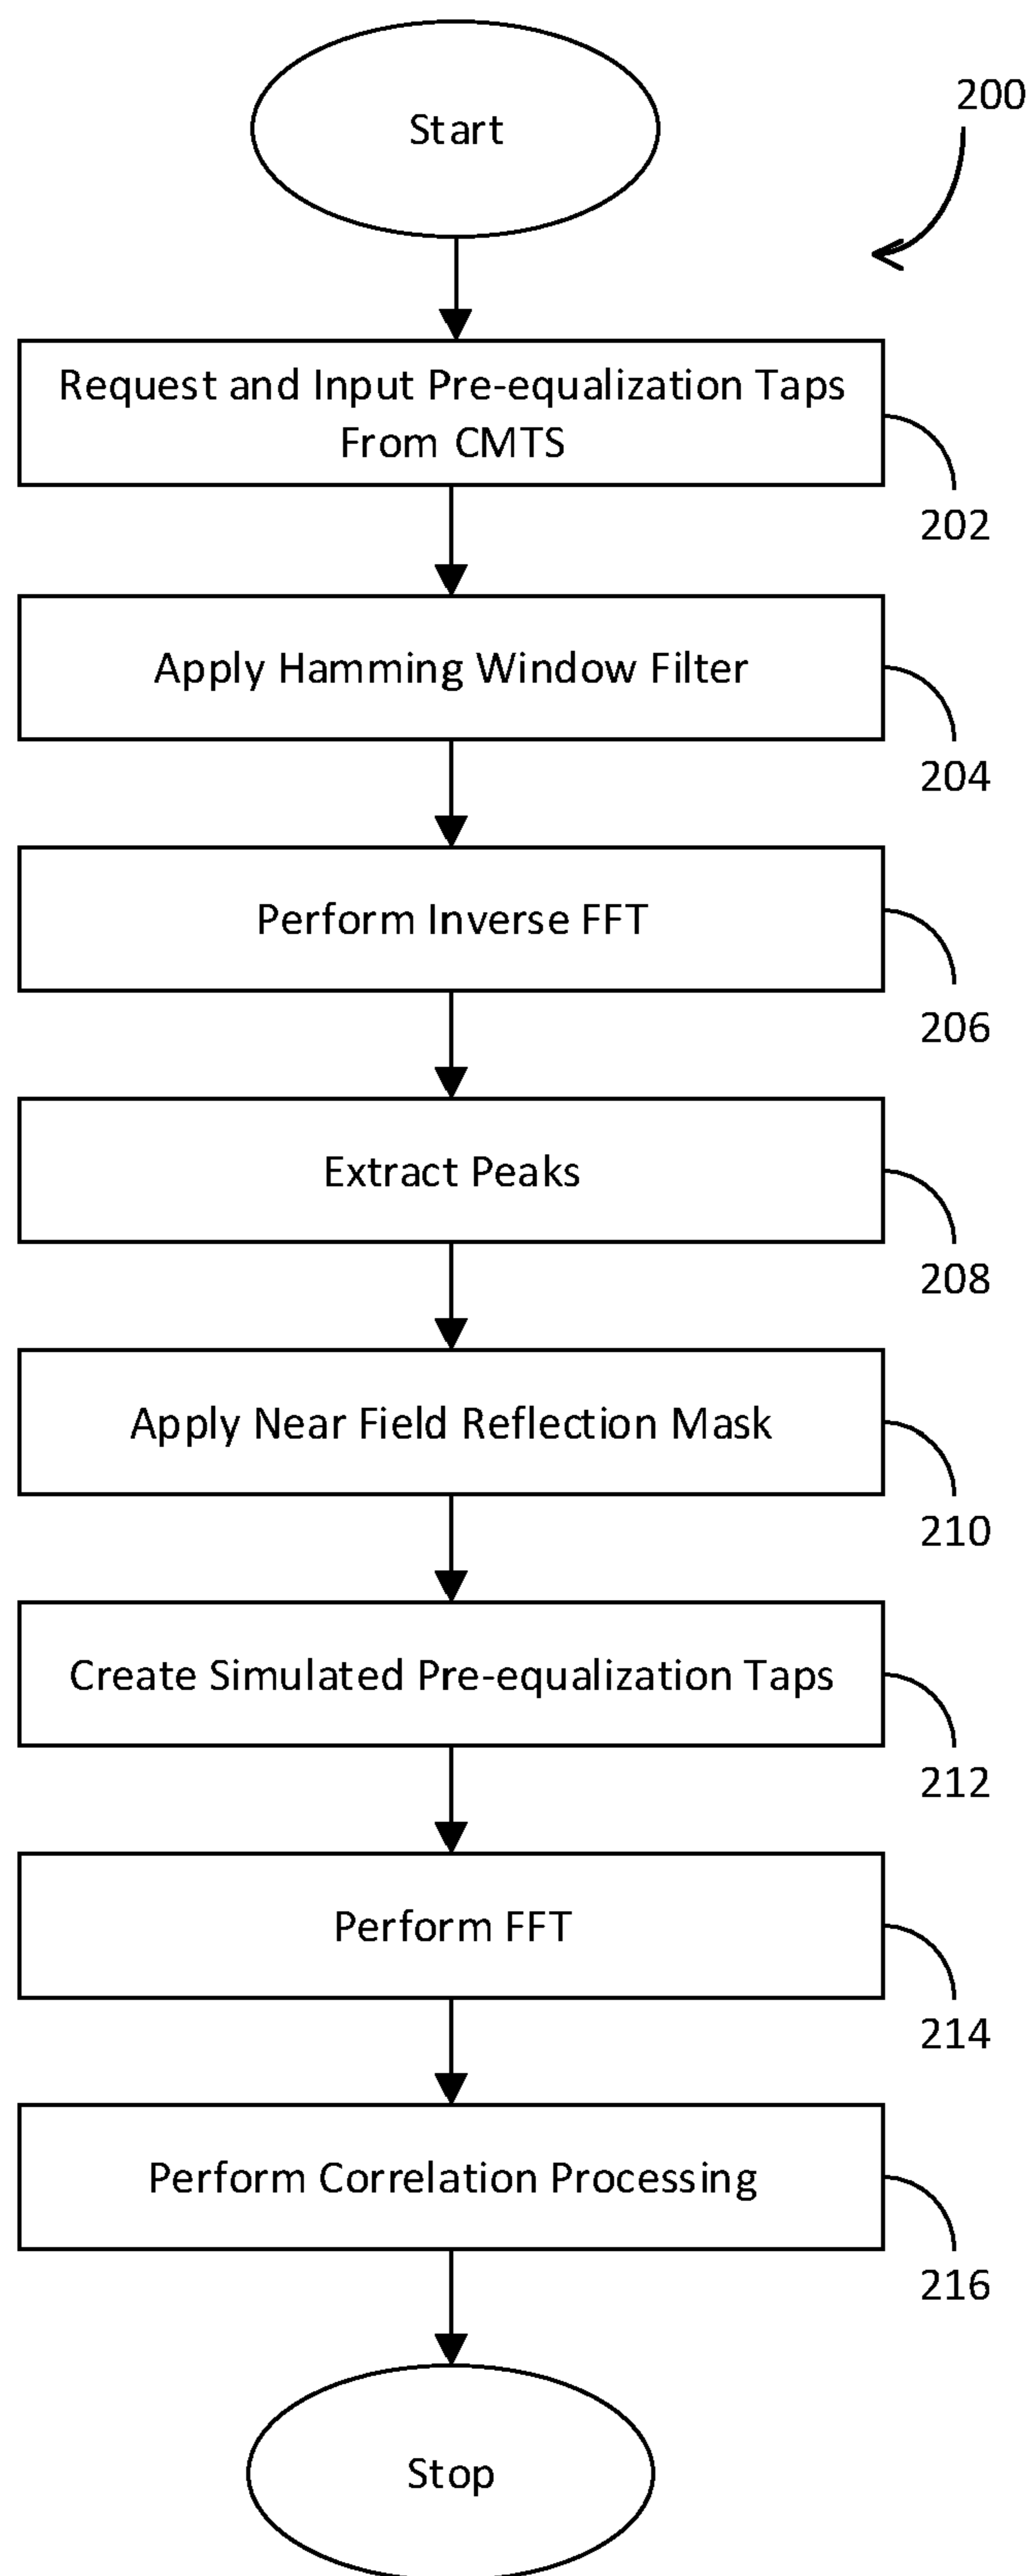 Start
200
Request and Input Pre-equalization Taps
From CMTS
202
Apply Hamming Window Filter
204
Perform Inverse FFT
206
Extract Peaks
208
Apply Near Field Reflection Mask
210
Create Simulated Pre-equalization Taps
212
Perform FFT
214
Perform Correlation Processing
216
Stop